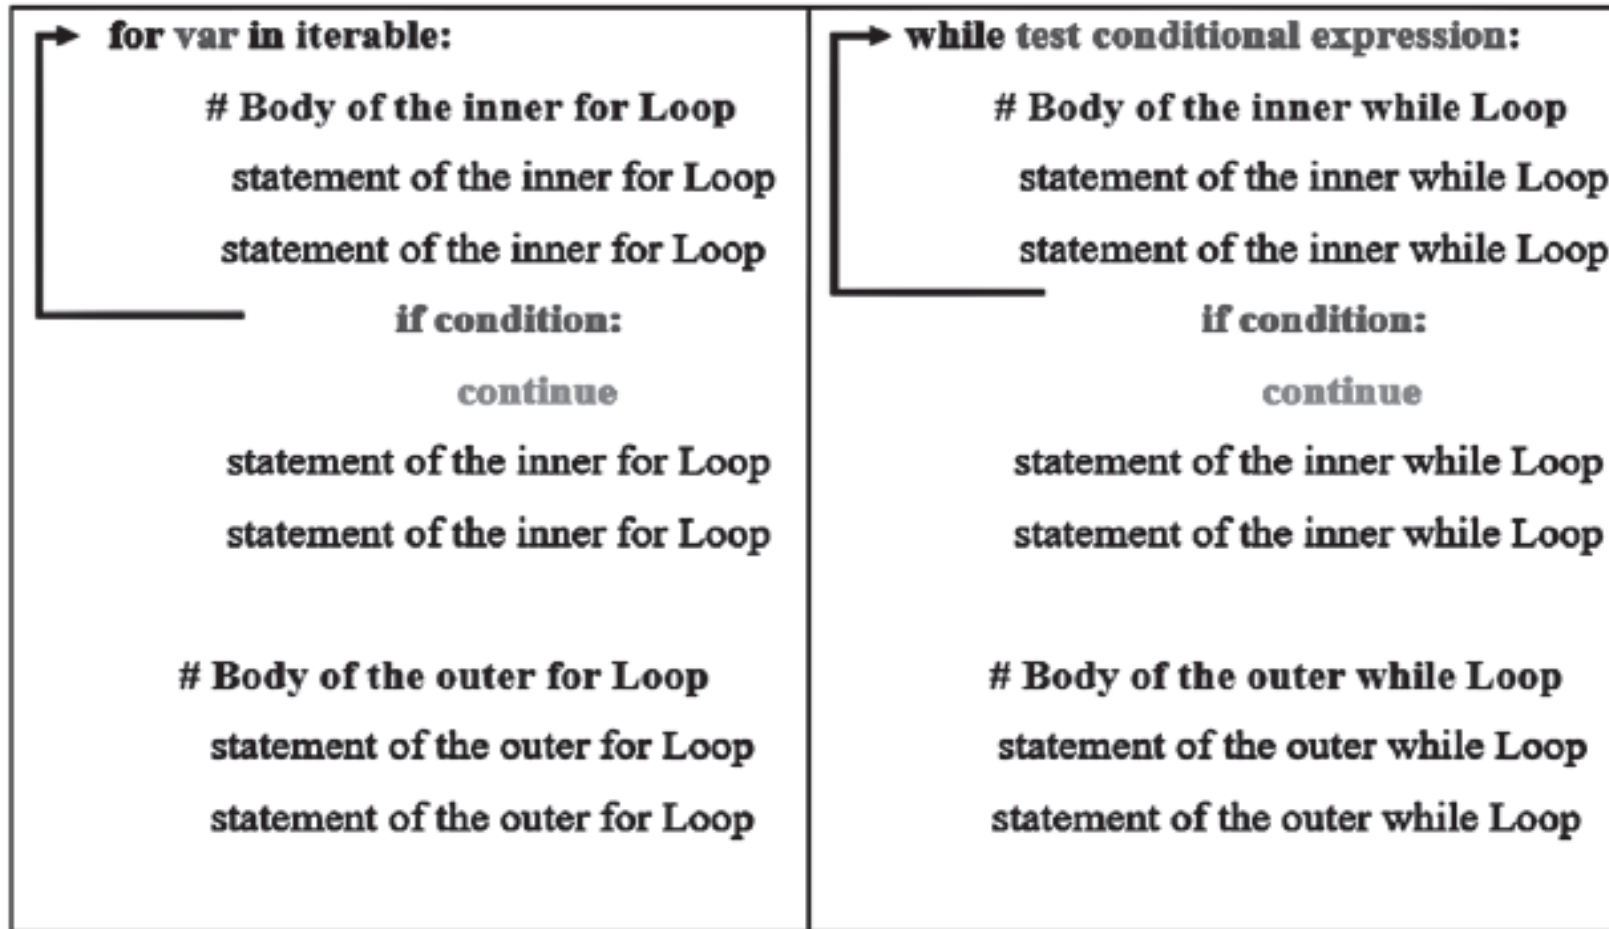 for var in iterable:
# Body of the inner for Loop
statement of the inner for Loop
statement of the inner for Loop
if condition:
continue
statement of the inner for Loop
statement of the inner for Loop
# Body of the outer for Loop
statement of the outer for Loop
statement of the outer for Loop
while test conditional expression:
# Body of the inner while Loop
statement of the inner while Loop
statement of the inner while Loop
if condition:
continue
statement of the inner while Loop
statement of the inner while Loop
# Body of the outer while Loop
statement of the outer while Loop
statement of the outer while Loop